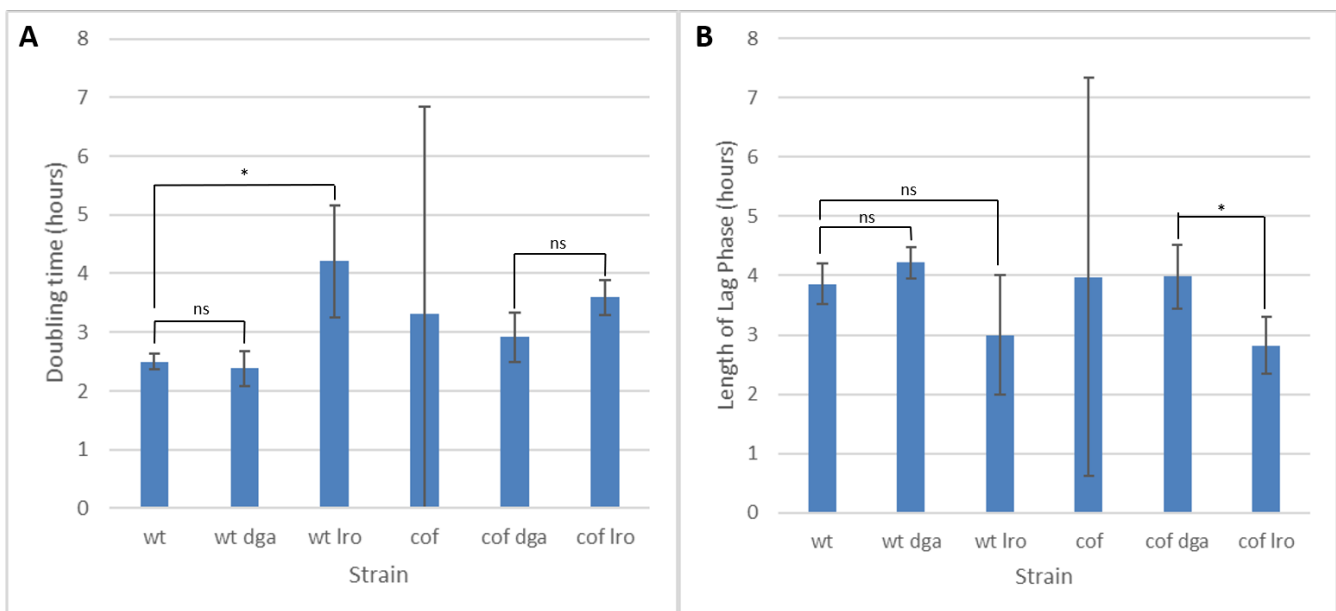 A
Doubling time (hours)
8
7
6
5
4
3
2
1
0
*
ns
ns
wt
wt dga
wt lro
cof
cof dga
cof lro
Strain
B
Length of Lag Phase (hours)
8
7
6
5
4
3
2
1
0
ns
ns
*
wt
wt dga
wt lro
cof
cof dga
cof lro
Strain